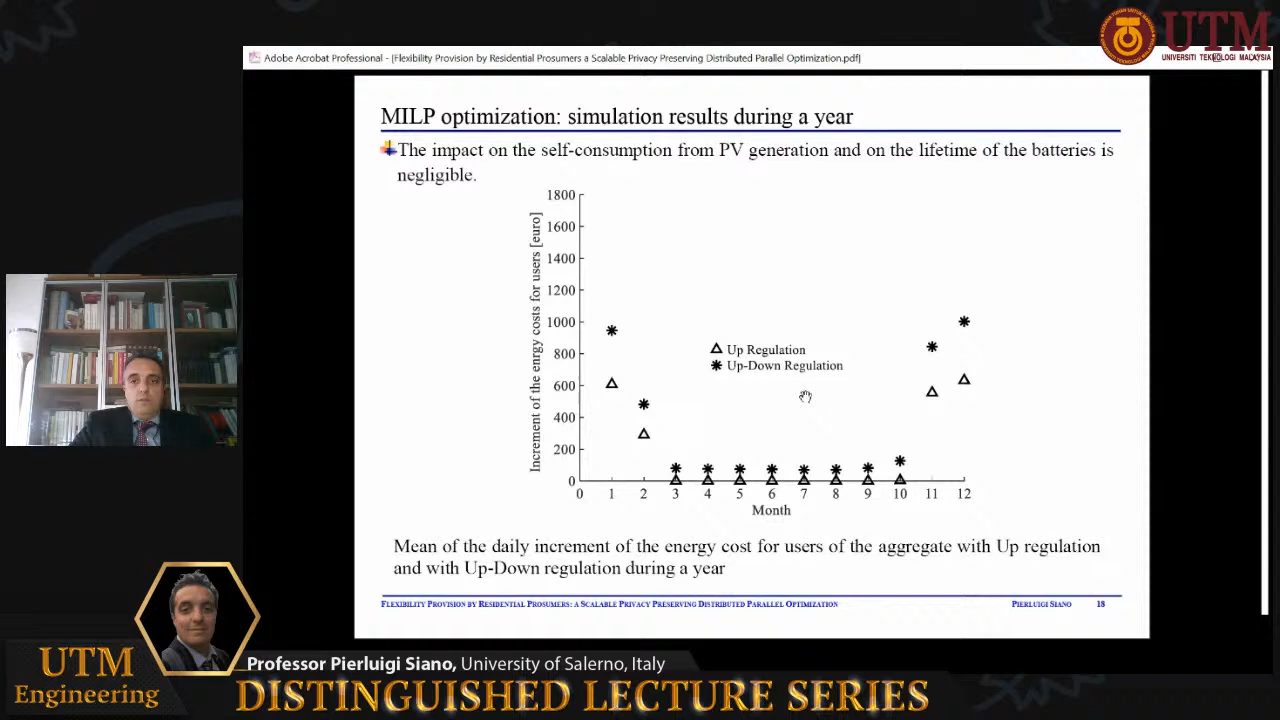 UTM
UNIVERSITI TEKNOLOGI MALAYSIA
Adobe Acrobat Professional - [Flexibility Provision by Residential Prosumers a Scalable Privacy Preserving Distributed Parallel Optimization.pdf]
MILP optimization: simulation results during a year
The impact on the self-consumption from PV generation and on the lifetime of the batteries is
negligible.
Increment of the enrgy costs for users [euro]
1800
1600
1400
1200
1000
800
600
400
200
0
Up Regulation
Up-Down Regulation
0 1 2 3 4 5 6 7 8 9 10 11 12
Month
Mean of the daily increment of the energy cost for users of the aggregate with Up regulation
and with Up-Down regulation during a year
FLEXIBILITY PROVISION BY RESIDENTIAL PROSUMERS: A SCALABLE PRIVACY PRESERVING DISTRIBUTED PARALLEL OPTIMIZATION PIERLUIGI SIANO 18
UTM
Engineering
Professor Pierluigi Siano, University of Salerno, Italy
DISTINGUISHED LECTURE SERIES